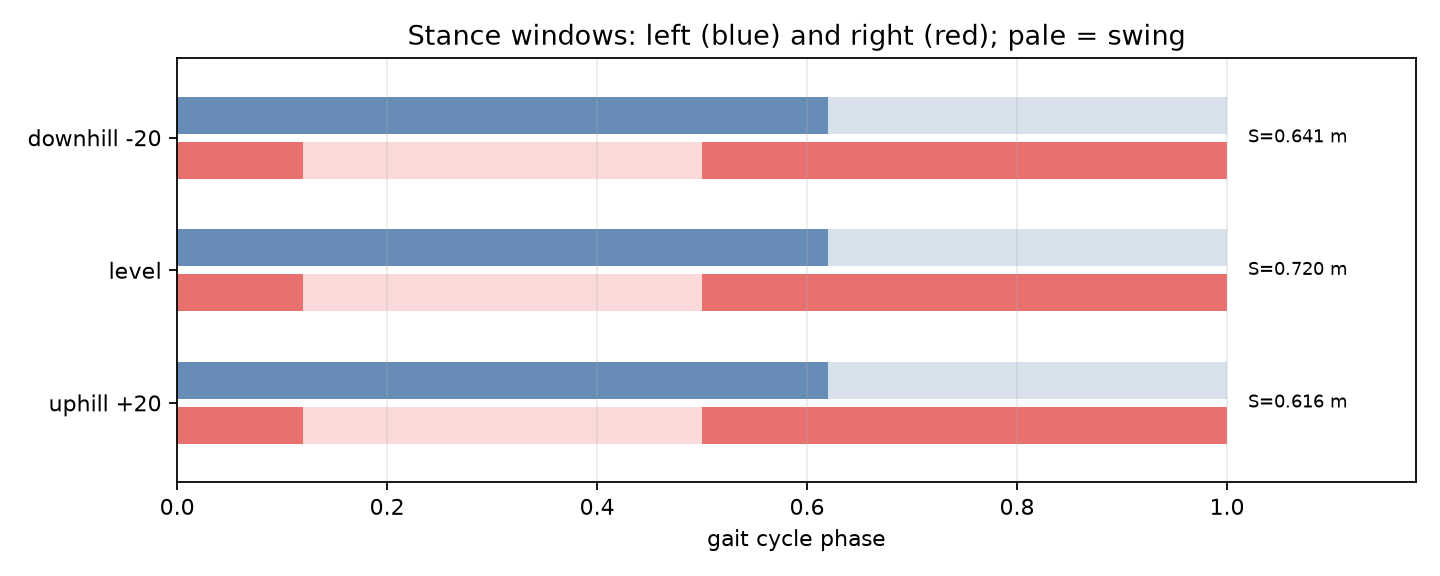 Stance windows: left (blue) and right (red); pale = swing
downhill -20
S=0.641 m
level
S=0.720 m
uphill +20
S=0.616 m
0.0 0.2 0.4 0.6 0.8 1.0
gait cycle phase